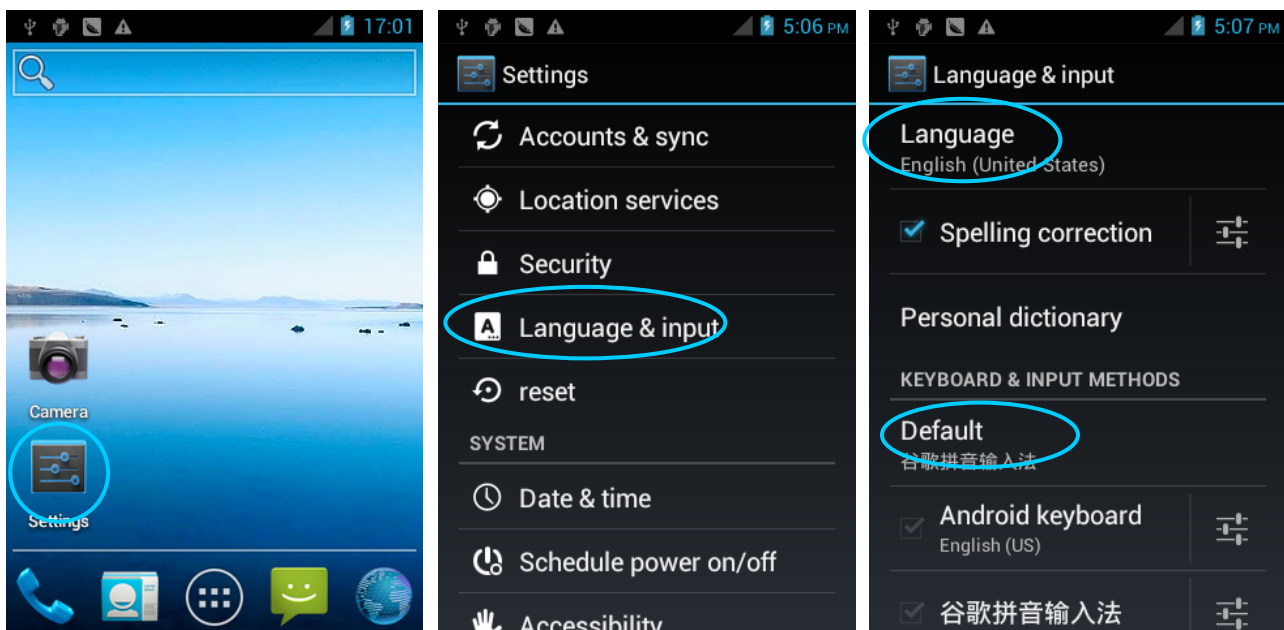 17:01
Camera
Settings
5:06 PM
Settings
Accounts & sync
Location services
Security
Language & input
reset
SYSTEM
Date & time
Schedule power on/off
Accessibility
5:07 PM
Language & input
Language
English (United States)
Spelling correction
Personal dictionary
KEYBOARD & INPUT METHODS
Default
谷歌拼音输入法
Android keyboard
English (US)
谷歌拼音输入法